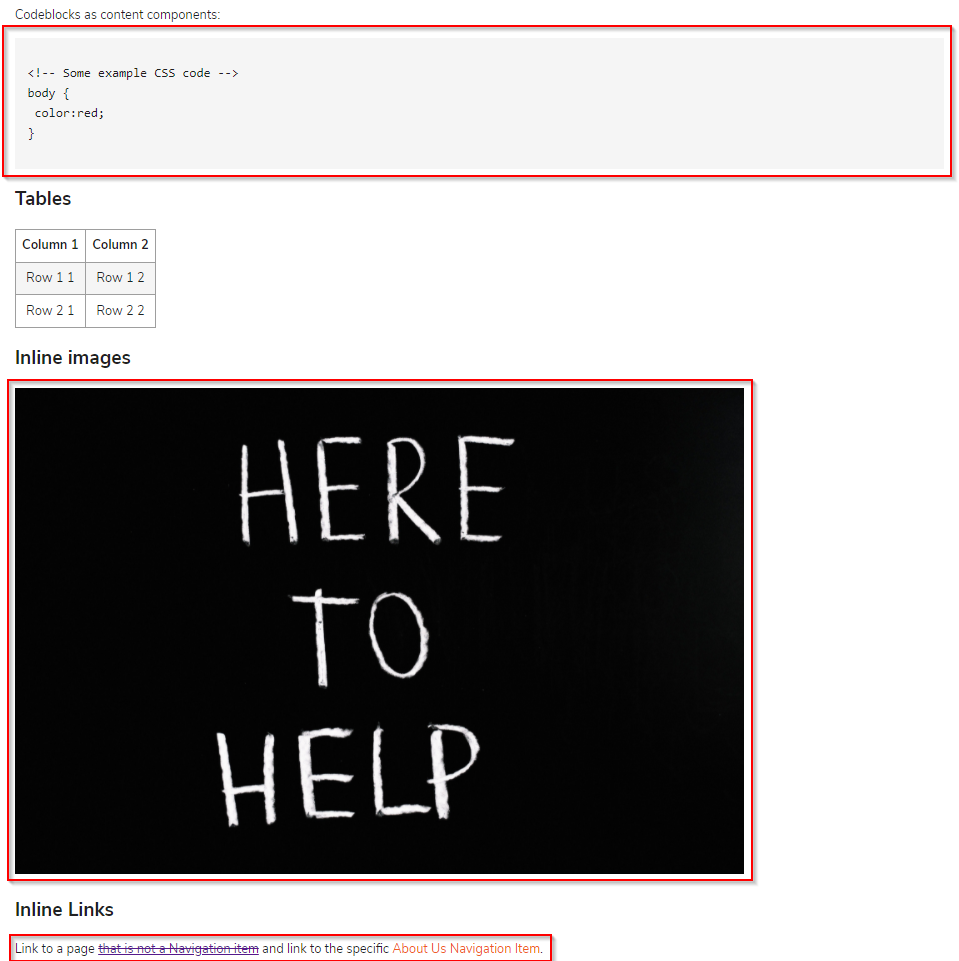 Codeblocks as content components:
<!-- Some example CSS code -->
body {
 color:red;
}
Tables
Column 1 Column 2
Row 1 1 Row 1 2
Row 2 1 Row 2 2
Inline images
HERE
TO
HELP
Inline Links
Link to a page that is not a Navigation item and link to the specific About Us Navigation Item.